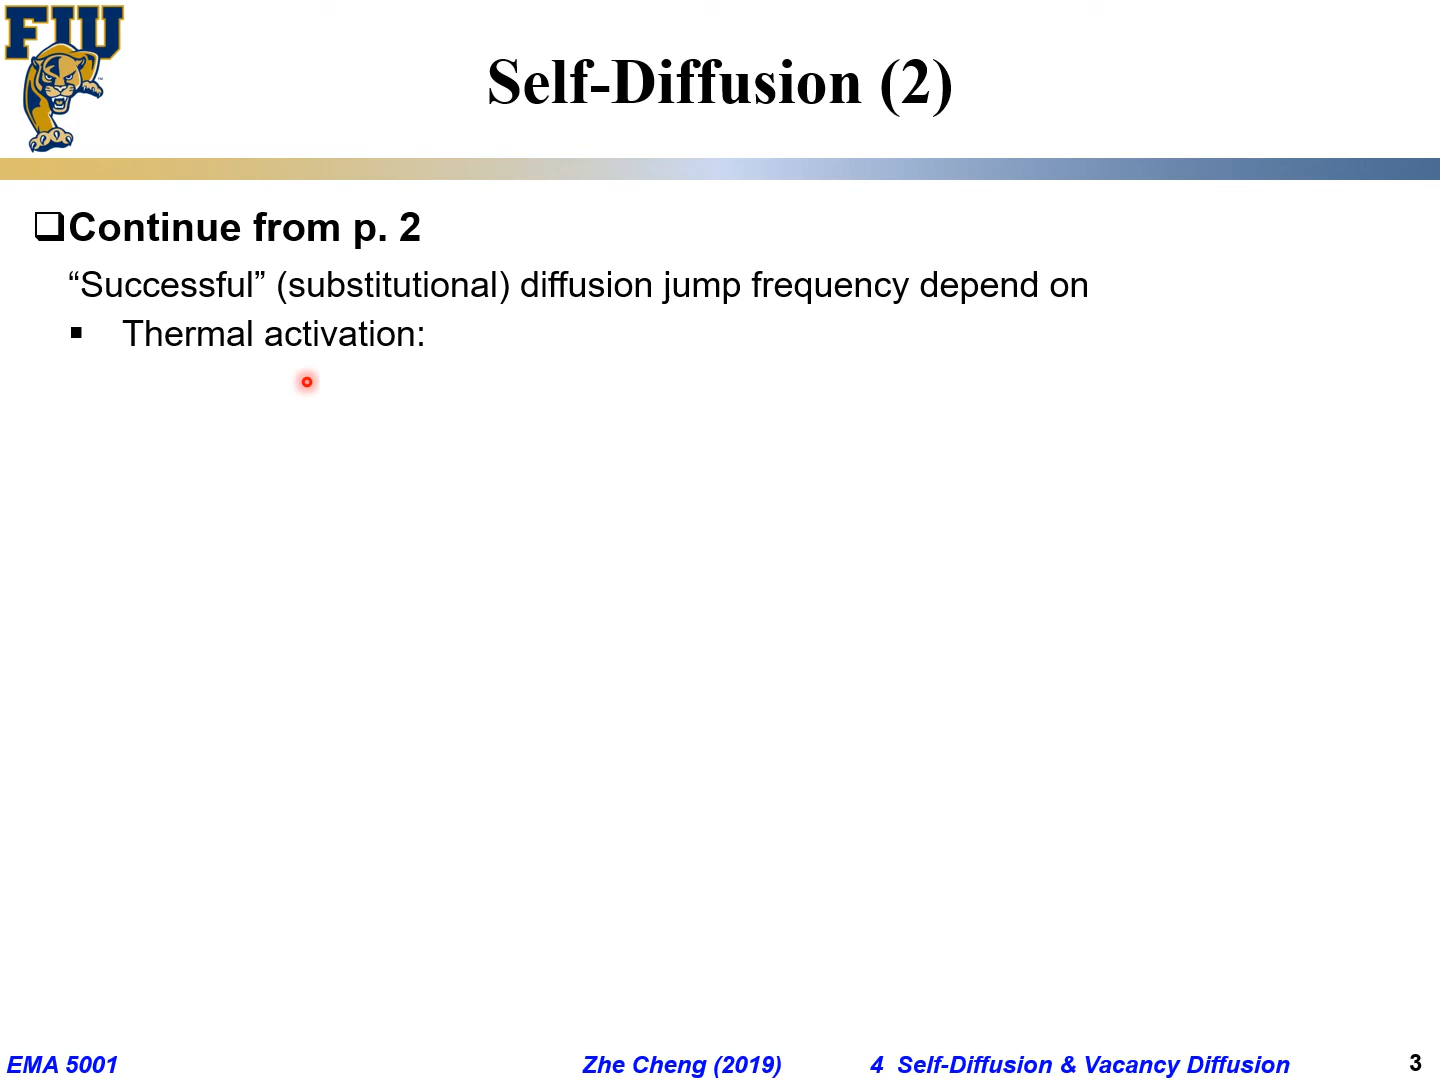 FIU
Self-Diffusion (2)
Continue from p. 2
“Successful” (substitutional) diffusion jump frequency depend on
▪ Thermal activation:
EMA 5001
Zhe Cheng (2019)
4 Self-Diffusion & Vacancy Diffusion
3